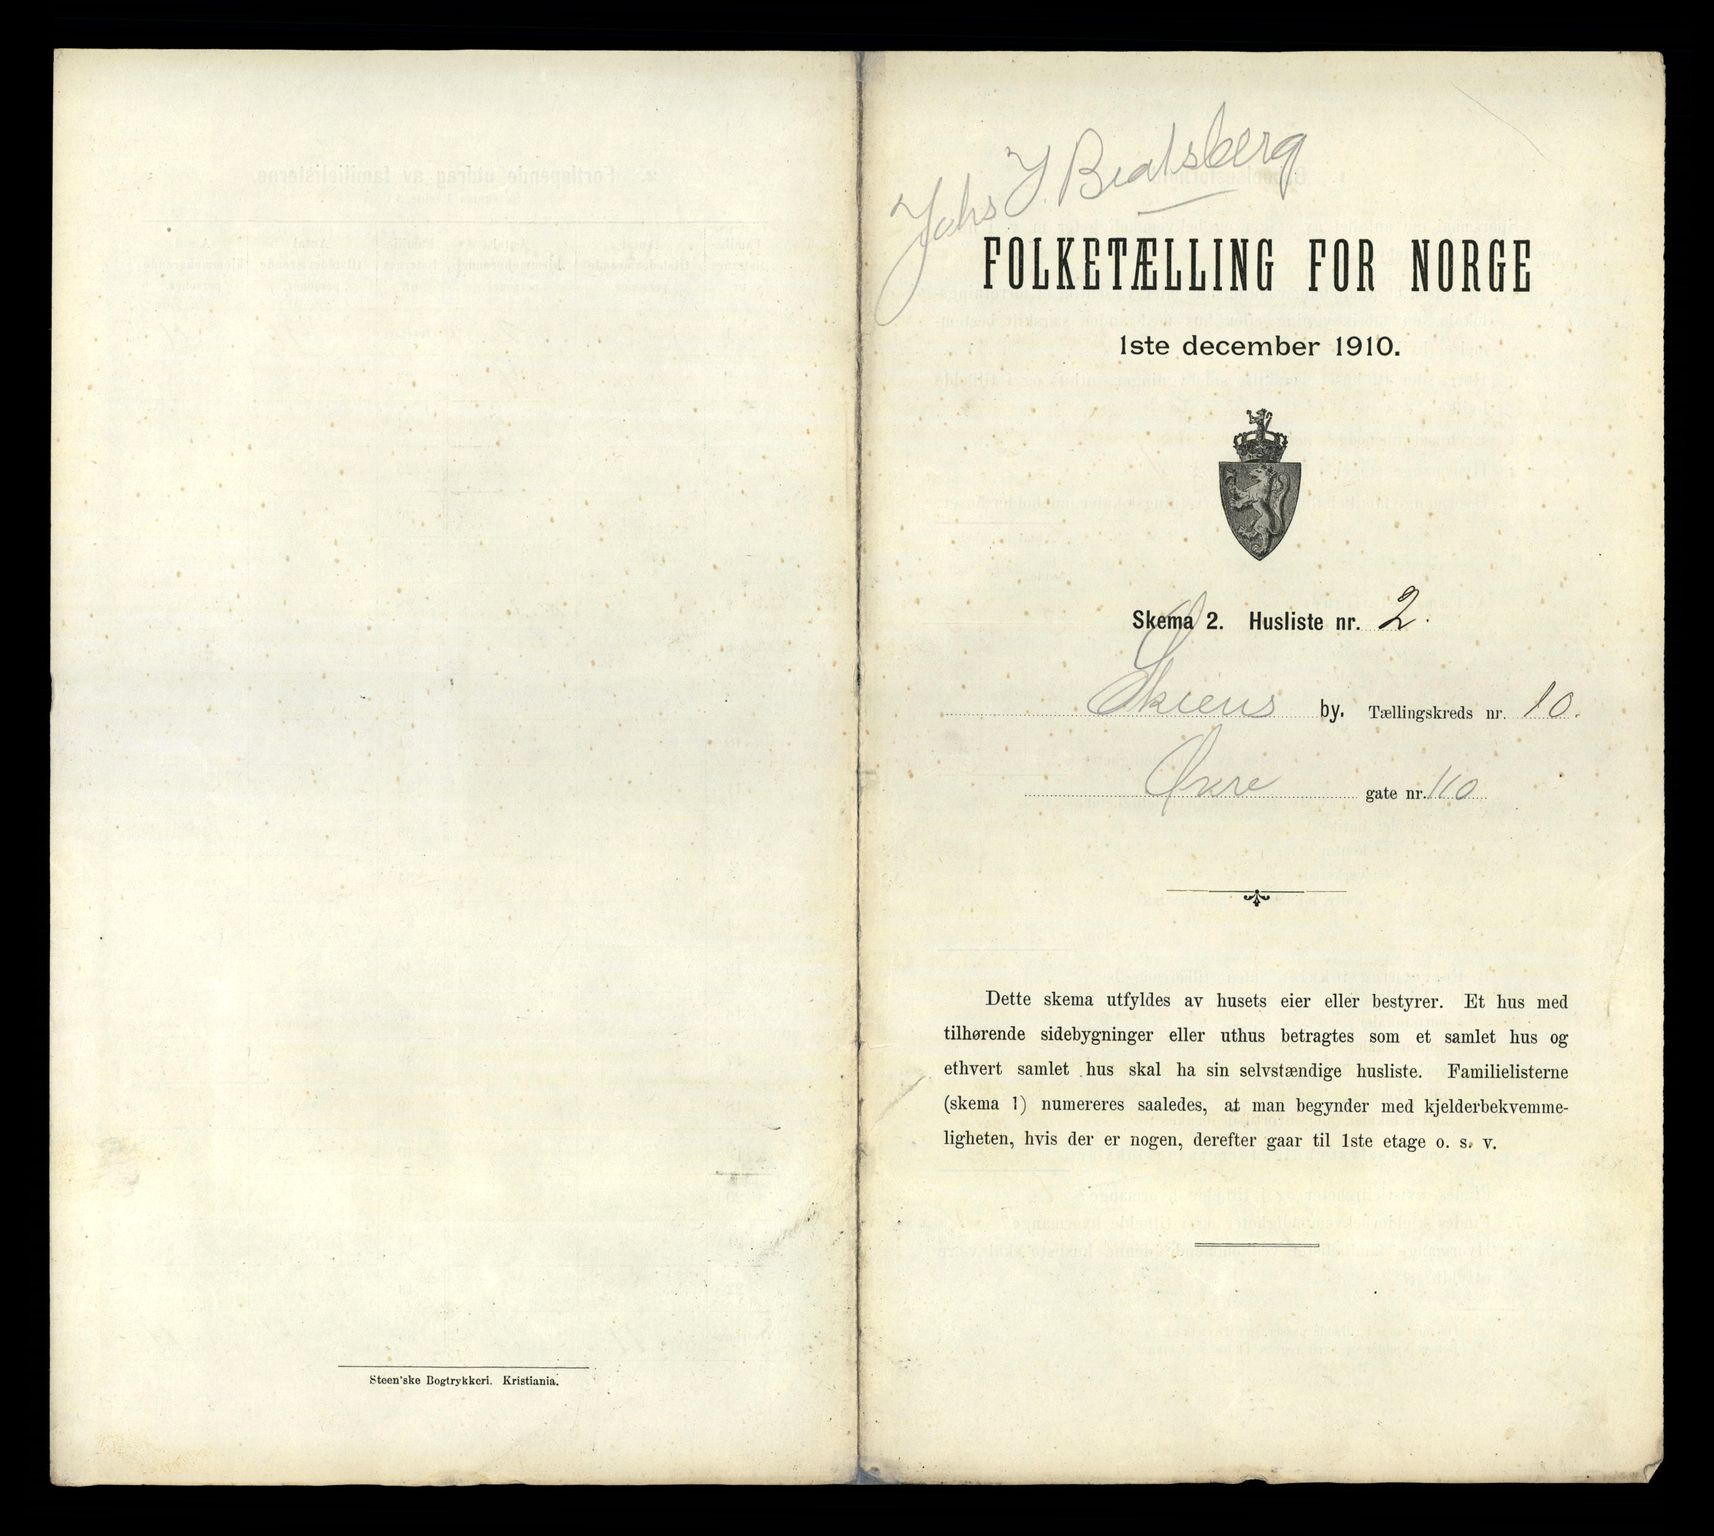 Johs J. Bratsberg
FOLKETÆLLING FOR NORGE
1ste december 1910.
Skema 2. Husliste nr. 2.
Skiens by. Tællingskreds nr. 10.
Øvre gate nr. 110
Dette skema utfyldes av husets eier eller bestyrer. Et hus med
tilhørende sidebygninger eller uthus betragtes som et samlet hus og
ethvert samlet hus skal ha sin selvstændige husliste. Familielisterne
(skema 1) numereres saaledes, at man begynder med kjelderbekvemme-
ligheten, hvis der er nogen, derefter gaar til 1ste etage o. s. v.
Steen'ske Bogtrykkeri. Kristiania.